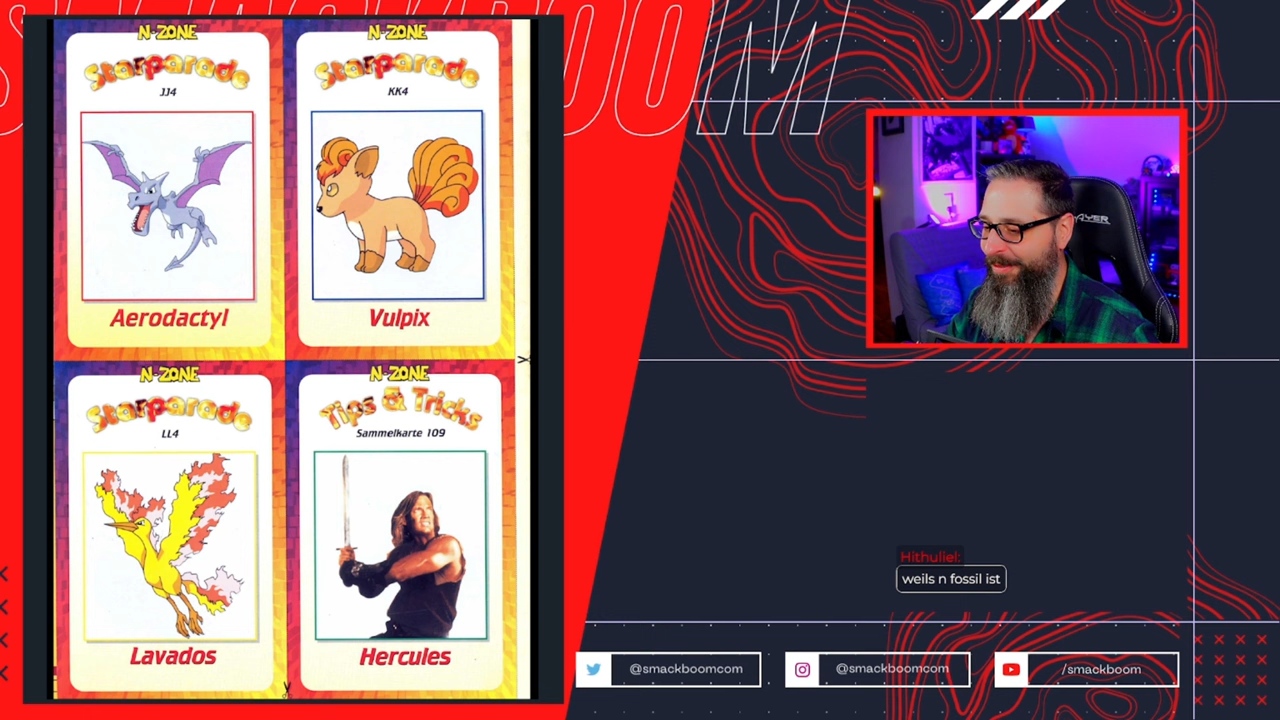 SMACKBOOM
N-ZONE
Starparade
JJ4
Aerodactyl
N-ZONE
Starparade
KK4
Vulpix
N-ZONE
Starparade
LL4
Lavados
N-ZONE
Tips & Tricks
Sammelkarte 109
Hercules
Hithuliel:
weils n fossil ist
@smackboomcom
@smackboomcom
/smackboom